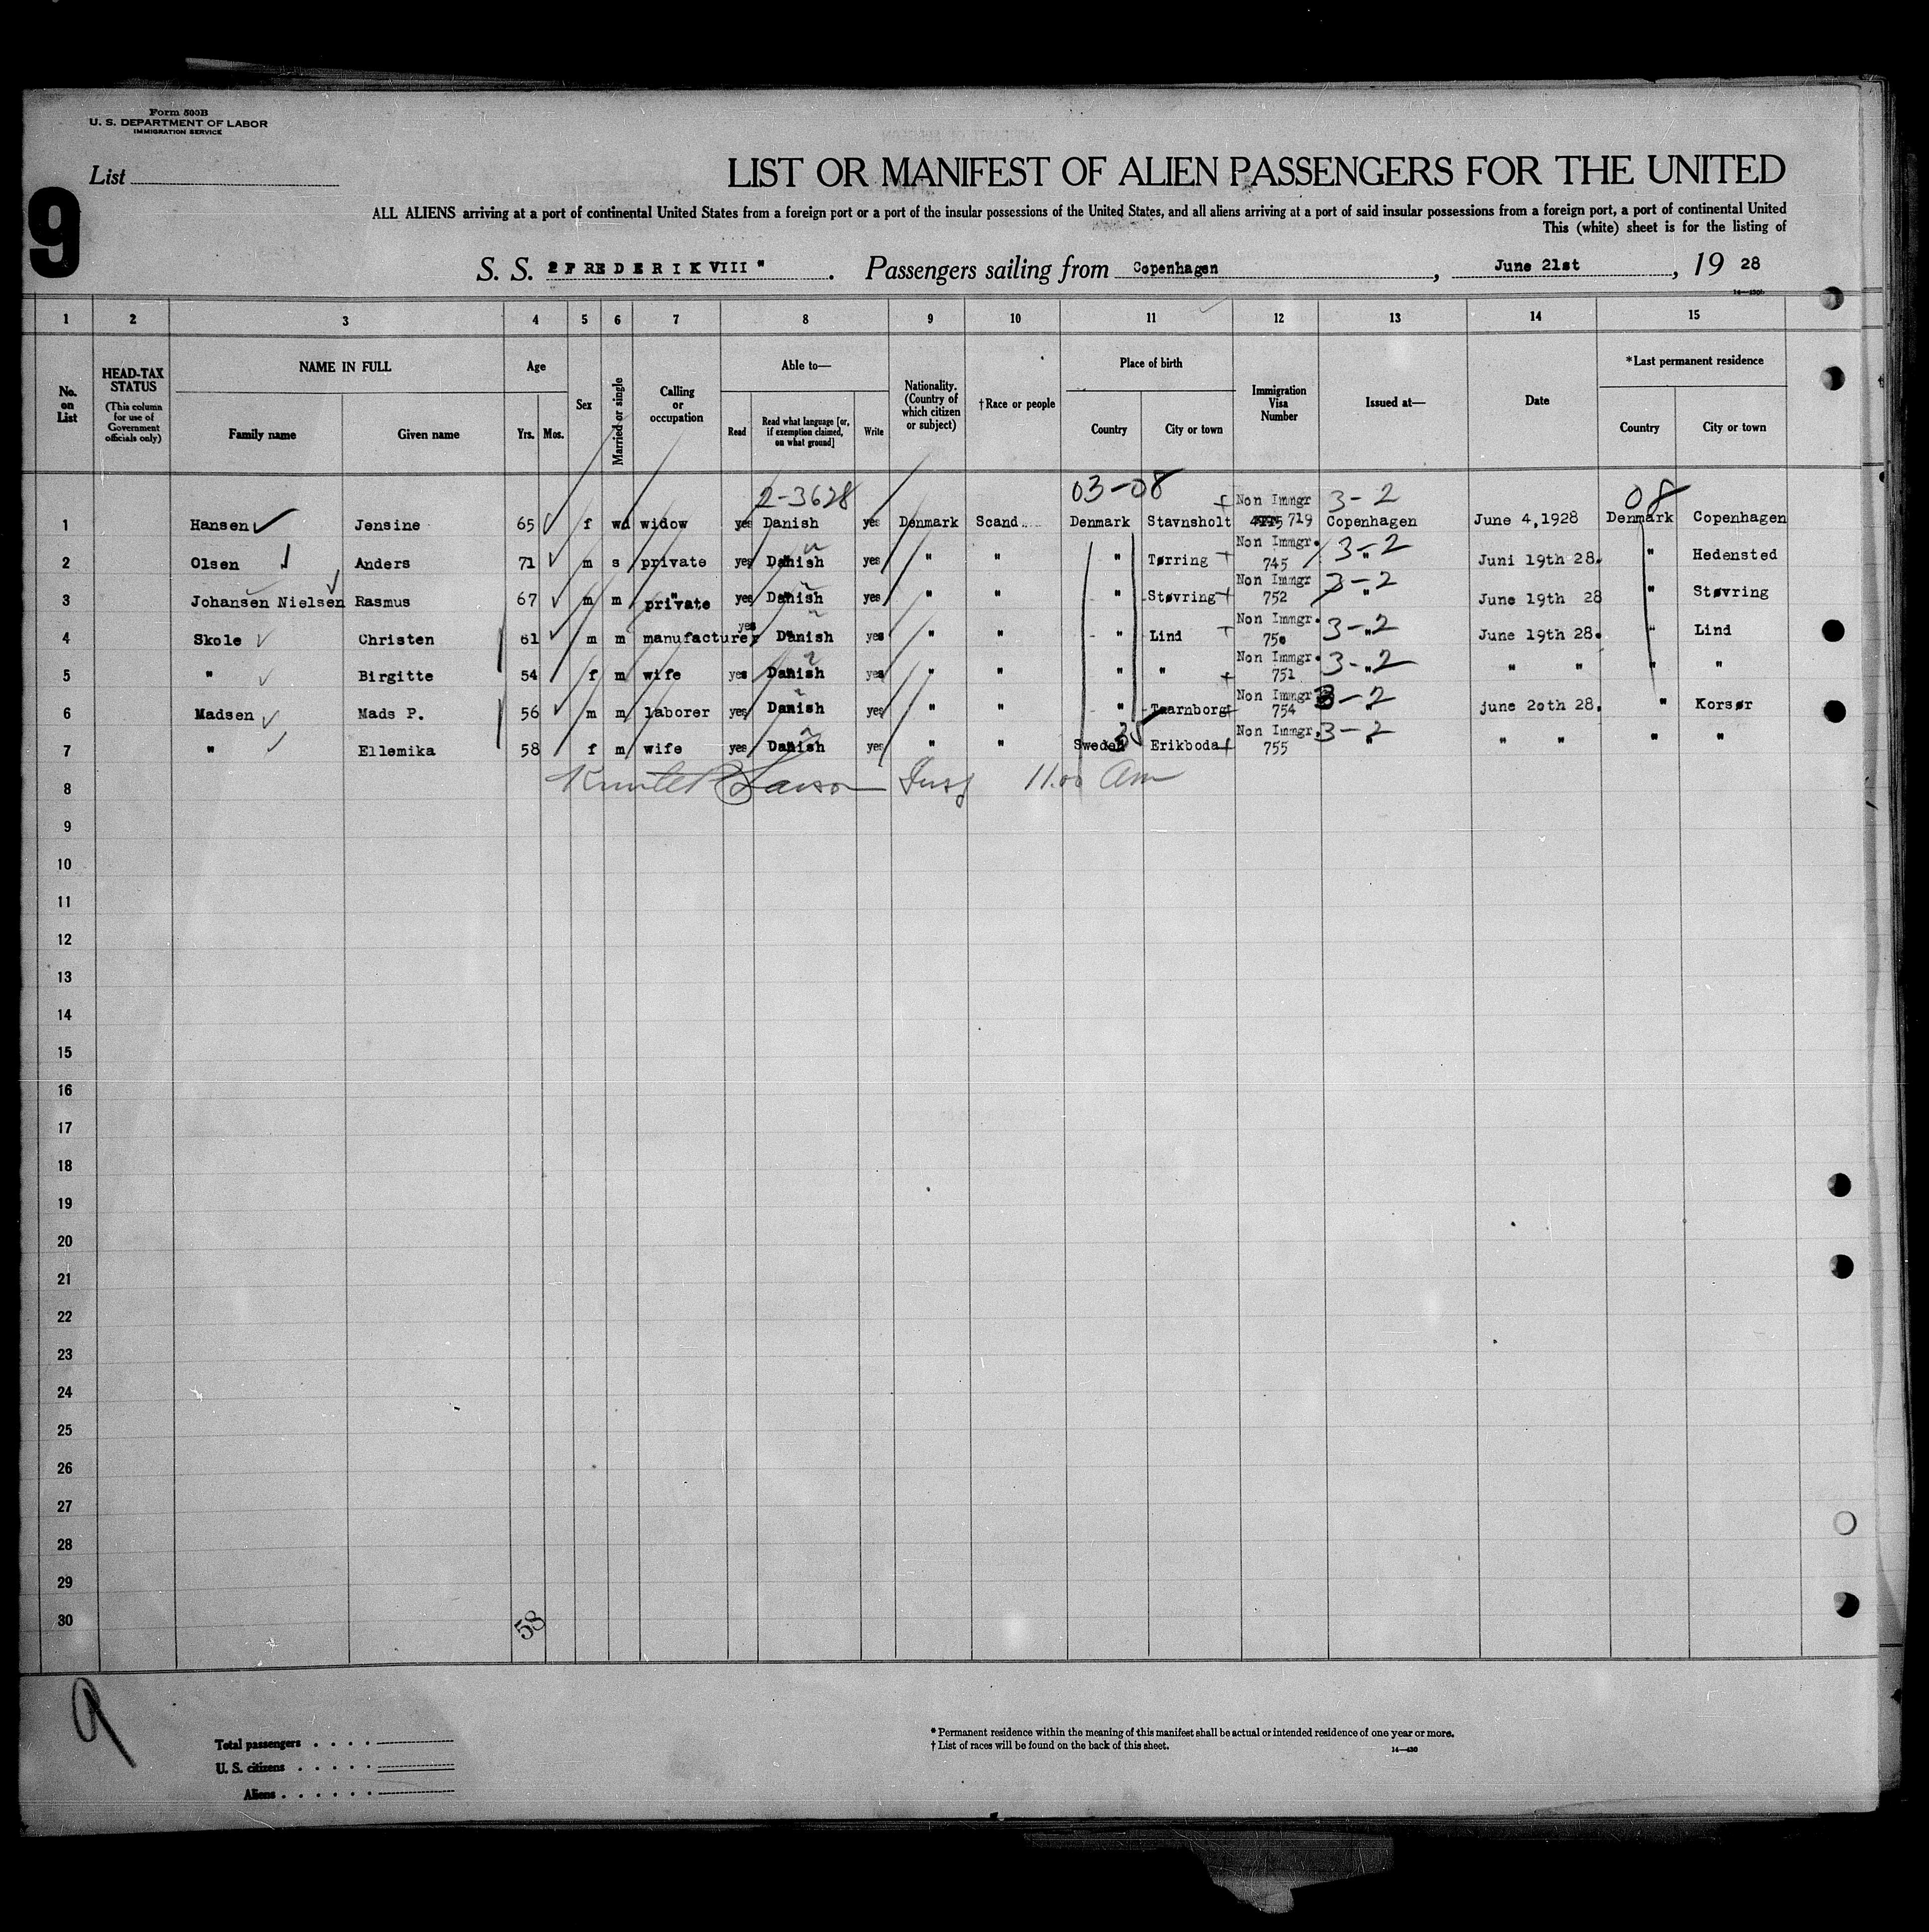 Form 500B
U. S. DEPARTMENT OF LABOR
IMMIGRATION SERVICE
List
9
LIST OR MANIFEST OF ALIEN PASSENGERS FOR THE UNITED
ALL ALIENS arriving at a port of continental United States from a foreign port or a port of the insular possessions of the United States, and all aliens arriving at a port of said insular possessions from a foreign port, a port of continental United
This (white) sheet is for the listing of
S. S. "FREDERIK VIII" . Passengers sailing from Copenhagen , June 21st , 19 28
1 2 3 4 5 6 7 8 9 10 11 12 13 14 15
No. on List
HEAD-TAX STATUS (This column for use of Government officials only)
NAME IN FULL
Family name Given name
Age
Yrs. Mos.
Sex
Married or single
Calling or occupation
Able to—
Read Read what language [or, if exemption claimed, on what ground] Write
Nationality. (Country of which citizen or subject)
†Race or people
Place of birth
Country City or town
Immigration Visa Number
Issued at—
Date
*Last permanent residence
Country City or town
2-3628 03-08 08
1 Hansen Jensine 65 f wd widow yes Danish yes Denmark Scand. Denmark Stavnsholt Non Immgr 719 3-2 Copenhagen June 4,1928 Denmark Copenhagen
2 Olsen Anders 71 m s private yes Danish yes " " " Tørring Non Immgr. 745 3-2 " Juni 19th 28. " Hedensted
3 Johansen Nielsen Rasmus 67 m m private yes Danish yes " " " Støvring Non Immgr 752 3-2 " June 19th 28 " Støvring
4 Skole Christen 61 m m manufacturer yes Danish yes " " " Lind Non Immgr. 750 3-2 " June 19th 28. " Lind
5 " Birgitte 54 f m wife yes Danish yes " " " " Non Immgr. 751 3-2 " " " " "
6 Madsen Mads P. 56 m m laborer yes Danish yes " " " Taarnborg Non Immgr 754 3-2 june 20th 28. " Korsør
7 " Ellemika 58 f m wife yes Danish yes " " Sweden Erikboda Non Immgr. 755 3-2 " " " " "
8 11.00 Am
9
10
11
12
13
14
15
16
17
18
19
20
21
22
23
24
25
26
27
28
29
30 58
9
Total passengers
U. S. citizens
Aliens
* Permanent residence within the meaning of this manifest shall be actual or intended residence of one year or more.
† List of races will be found on the back of this sheet.
14—430